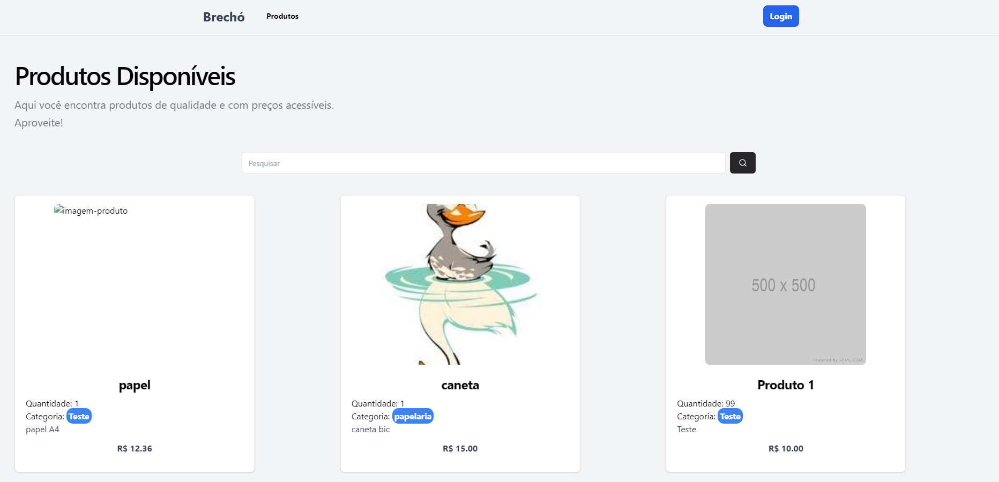 Brechó Produtos Login
Produtos Disponíveis
Aqui você encontra produtos de qualidade e com preços acessíveis.
Aproveite!
Pesquisar
imagem-produto
papel
Quantidade: 1
Categoria: Teste
papel A4
R$ 12.36
caneta
Quantidade: 1
Categoria: papelaria
caneta bic
R$ 15.00
500 x 500
Powered by HTML.COM
Produto 1
Quantidade: 99
Categoria: Teste
Teste
R$ 10.00